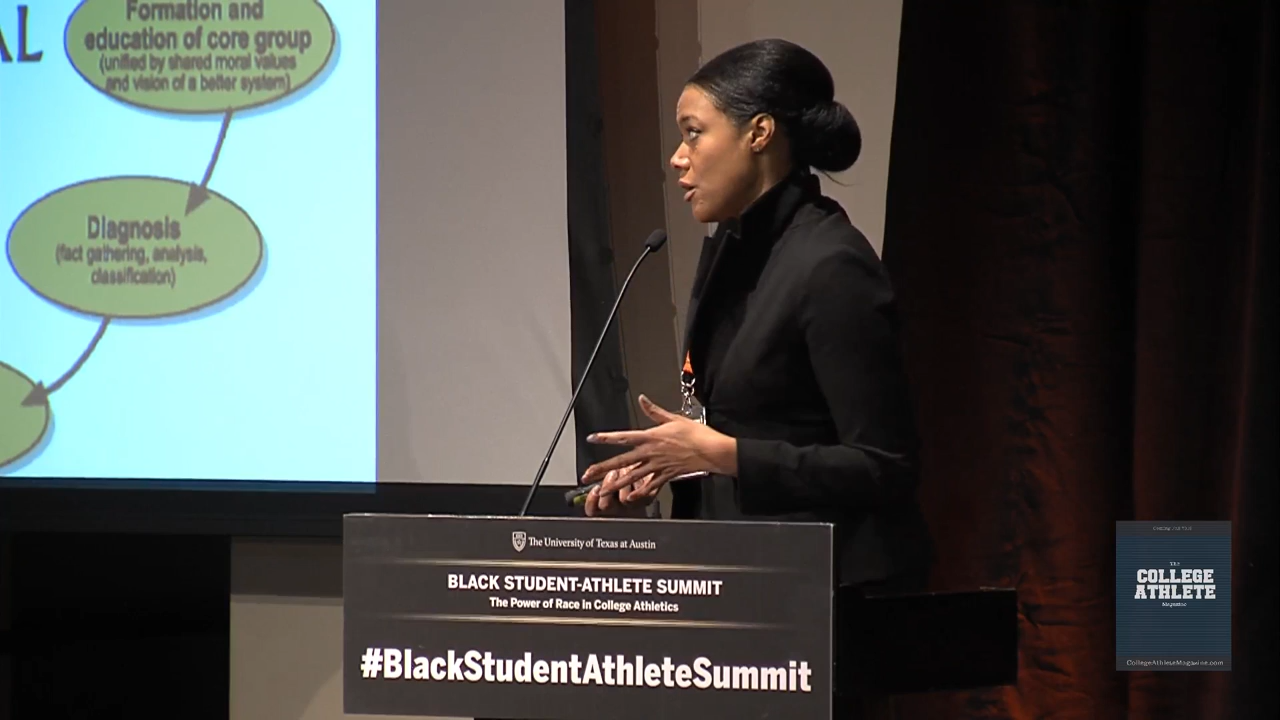 AL
Formation and
education of core group
(unified by shared moral values
and vision of a better system)
Diagnosis
(fact gathering, analysis,
classification)
The University of Texas at Austin
BLACK STUDENT-ATHLETE SUMMIT
The Power of Race in College Athletics
#BlackStudentAthleteSummit
THE
COLLEGE
ATHLETE
Magazine
CollegeAthleteMagazine.com